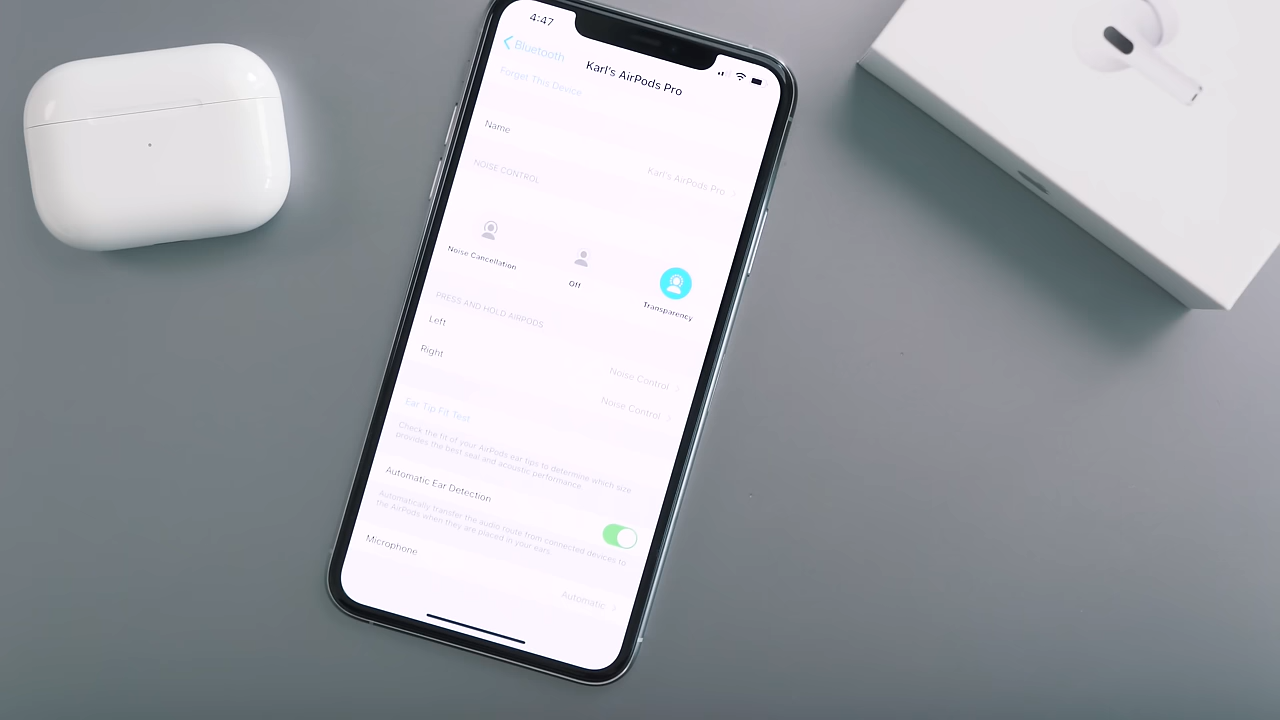 4:47
Bluetooth
Karl's AirPods Pro
Forget This Device
Name
Karl's AirPods Pro
NOISE CONTROL
Noise Cancellation
Off
Transparency
PRESS AND HOLD AIRPODS
Left
Noise Control
Right
Noise Control
Ear Tip Fit Test
Check the fit of your AirPods ear tips to determine which size
provides the best seal and acoustic performance.
Automatic Ear Detection
Automatically transfer the audio route from connected devices to
the AirPods when they are placed in your ears.
Microphone
Automatic